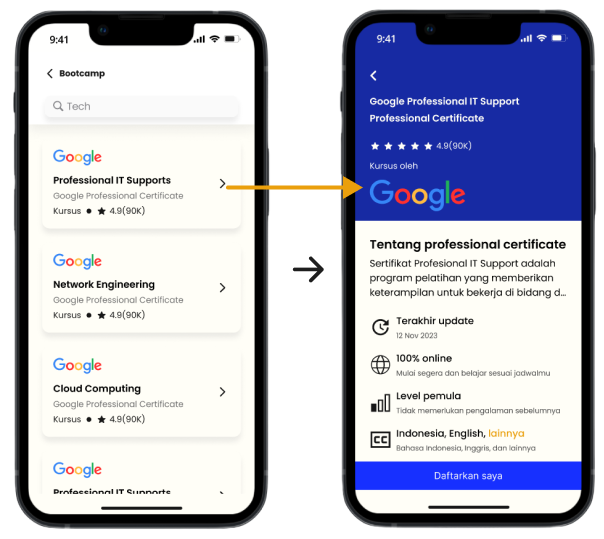 9:41
Bootcamp
Tech
Google
Professional IT Supports
Google Professional Certificate
Kursus ● ★ 4.9(90K)
Google
Network Engineering
Google Professional Certificate
Kursus ● ★ 4.9(90K)
Google
Cloud Computing
Google Professional Certificate
Kursus ● ★ 4.9(90K)
Google
Professional IT Supports
9:41
Google Professional IT Support
Professional Certificate
★ ★ ★ ★ ★ 4.9(90K)
Kursus oleh
Google
Tentang professional certificate
Sertifikat Profesional IT Support adalah
program pelatihan yang memberikan
keterampilan untuk bekerja di bidang d...
Terakhir update
12 Nov 2023
100% online
Mulai segera dan belajar sesuai jadwalmu
Level pemula
Tidak memerlukan pengalaman sebelumnya
CC
Indonesia, English, lainnya
Bahasa Indonesia, Inggris, dan lainnya
Daftarkan saya